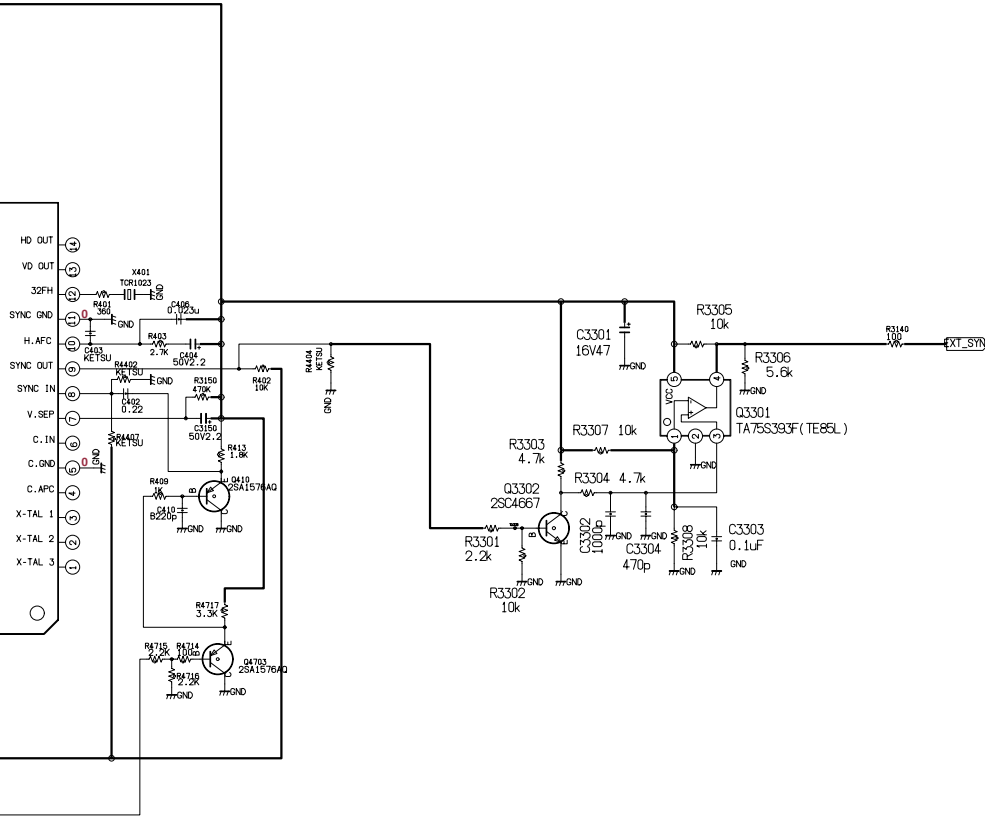 HD OUT 14
VD OUT 13
X401
TCR1023
32FH 12
GND
R401
360
C406
0.023u
SYNC GND 11
0
GND
R3305
10k
R3140
100
EXT_SYN
H.AFC 10
C403
KETSU
R403
2.7K
C404
50V2.2
C3301
16V47
GND
SYNC OUT 9
R4402
KETSU
GND
R402
10K
R4404
KETSU
GND
R3306
5.6k
GND
SYNC IN 8
C402
0.22
R3150
470K
5
4
VCC
V.SEP 7
C3150
50V2.2
Q3301
TA75S393F(TE85L)
C.IN 6
R4407
KETSU
R413
1.8K
R3303
4.7k
R3307 10k
1
2
3
GND
C.GND 5
0
GND
R3304 4.7k
C.APC 4
R409
1K
B
E
C
Q410
2SA1576AQ
Q3302
2SC4667
X-TAL 1 3
C410
B220p
GND
GND
B
C
E
C3302
1000p
GND
GND
C3304
470p
R3308
10k
C3303
0.1uF
GND
GND
X-TAL 2 2
R3301
2.2k
X-TAL 3 1
GND
GND
R3302
10k
R4717
3.3K
R4715
2.2K
R4714
100
B
E
C
Q4703
2SA1576AQ
R4716
2.2K
GND
GND